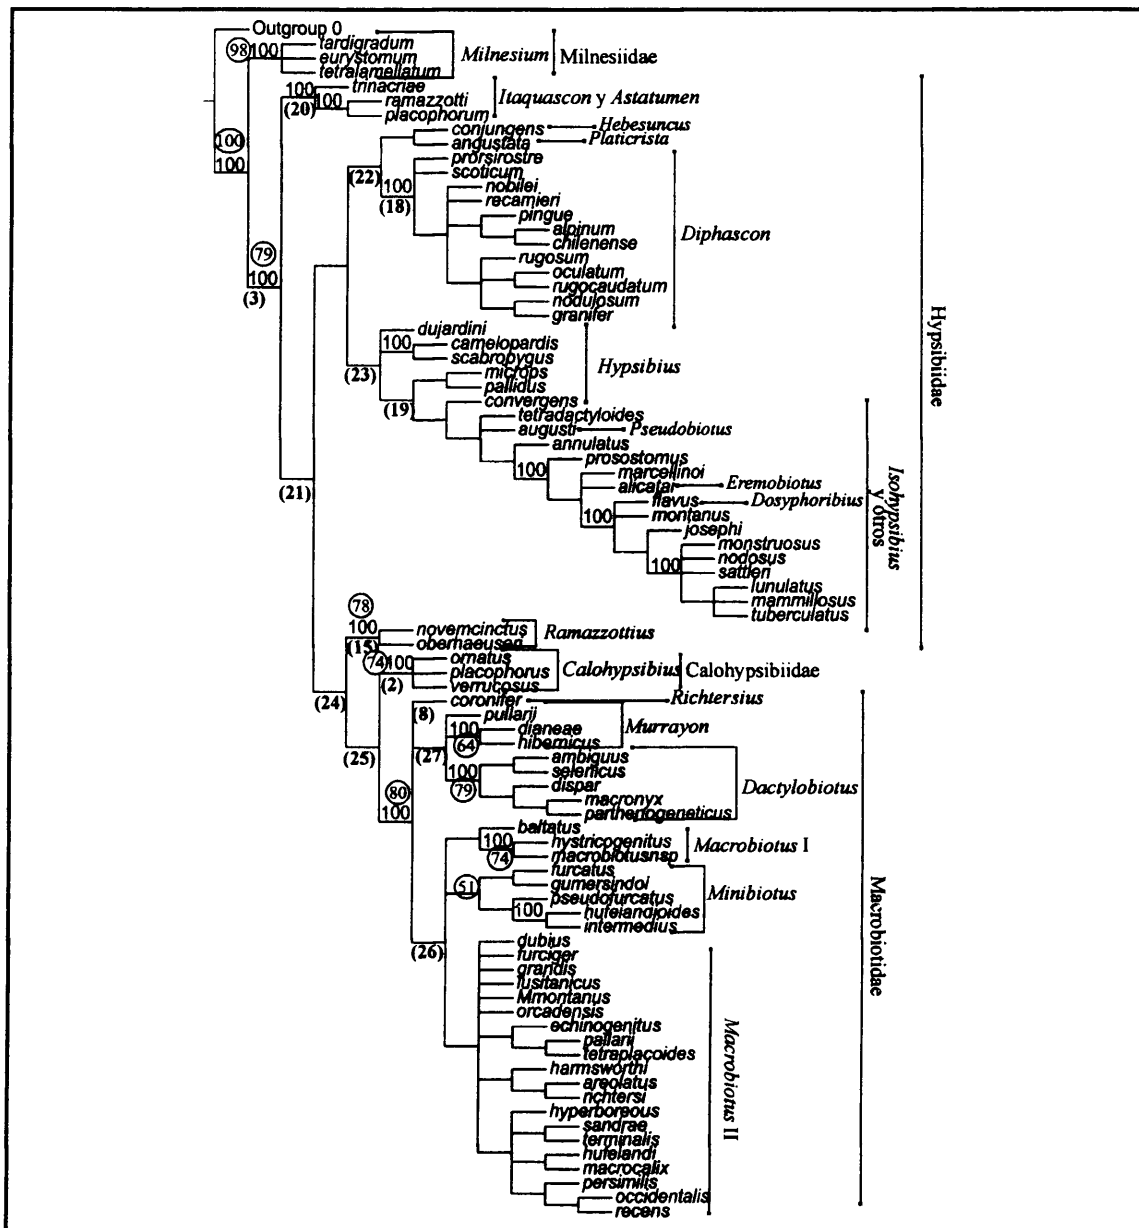 Outgroup 0
98 100 tardigradum
eurystomum Milnesium Milnesiidae
tetralamellatum
100 trinacriae
(20) 100 ramazzotti Itaquascon y Astatumen
placophorum
conjungens Hebesuncus
100 angustata Platicrista
100 prorsirostre
(22) 100 scoticum
(18) nobilei
recamieri
pingue
alpinum Diphascon
chilenense
79 rugosum
100 oculatum
(3) rugocaudatum
nodulosum
granifer
Hypsibiidae
dujardini
100 camelopardis
scabropygus
(23) microps Hypsibius
pallidus
(19) convergens
tetradactyloides
augusti Pseudobiotus
annulatus
100 prosostomus
marcellinoi
(21) alicatai Eremobiotus
flavus Dosyphoribius
100 montanus
josephi
monstruosus
100 nodosus
sattleri
lunulatus
mammillosus
tuberculatus
Isohypsibius
y otros
78
100 novemcinctus Ramazzottius
(15) oberhaeuseri
74 100 ornatus
(2) placophorus Calohypsibius Calohypsibiidae
verrucosus
(24) coronifer Richtersius
(8) pullarii
100 dianeae Murrayon
(25) (27) 64 hibernicus
ambiguus
100 selenicus
80 79 dispar Dactylobiotus
100 macronyx
parthenogeneticus
baltatus
100 hystricogenitus Macrobiotus I
74 macrobiotusnsp
furcatus
51 gumersindoi
pseudofurcatus Minibiotus
100 hufelandioides
intermedius
(26) dubius
furciger
grandis
lusitanicus
Mmontanus
orcadensis
echinogenitus
pallarii
tetraplacoides
harmsworthi
areolatus
richtersi
hyperboreous
sandrae
terminalis
hufelandi
macrocalix
persimilis
occidentalis
recens
Macrobiotus II
Macrobiotidae